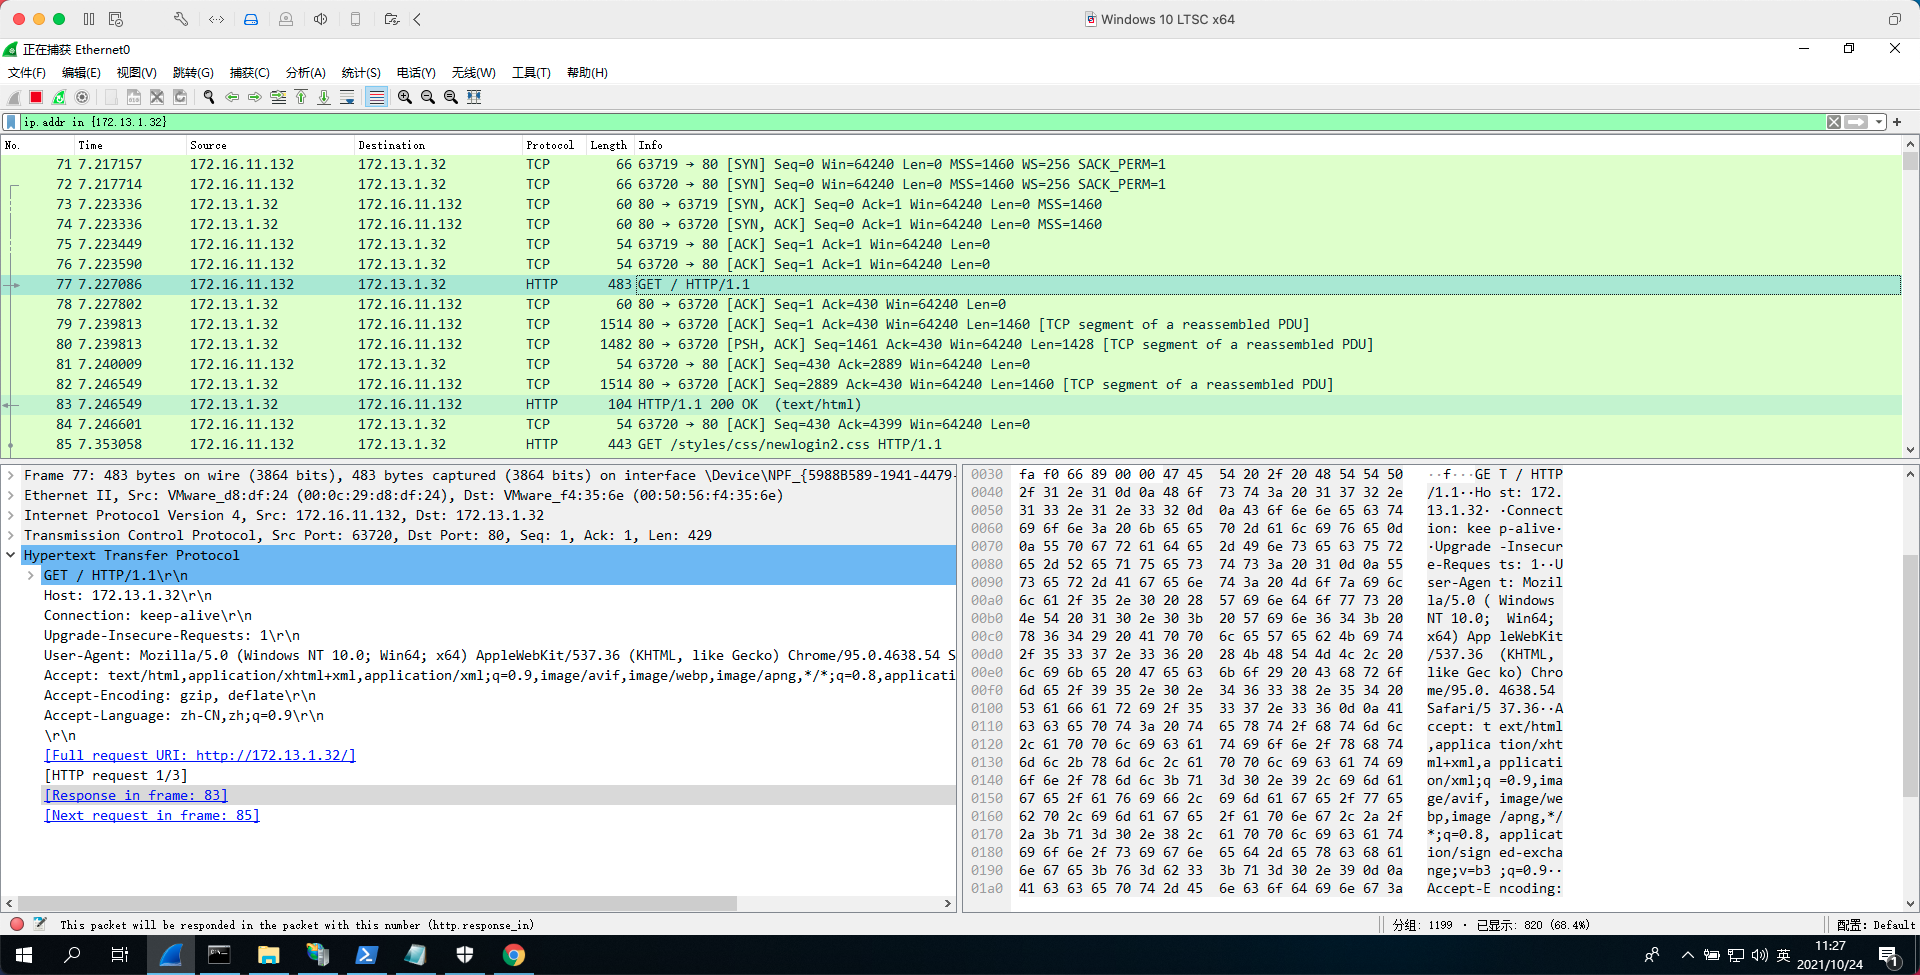 Windows 10 LTSC x64
正在捕获 Ethernet0
文件(F) 编辑(E) 视图(V) 跳转(G) 捕获(C) 分析(A) 统计(S) 电话(Y) 无线(W) 工具(T) 帮助(H)
ip.addr in {172.13.1.32}
No. Time Source Destination Protocol Length Info
71 7.217157 172.16.11.132 172.13.1.32 TCP 66 63719 → 80 [SYN] Seq=0 Win=64240 Len=0 MSS=1460 WS=256 SACK_PERM=1
72 7.217714 172.16.11.132 172.13.1.32 TCP 66 63720 → 80 [SYN] Seq=0 Win=64240 Len=0 MSS=1460 WS=256 SACK_PERM=1
73 7.223336 172.13.1.32 172.16.11.132 TCP 60 80 → 63719 [SYN, ACK] Seq=0 Ack=1 Win=64240 Len=0 MSS=1460
74 7.223336 172.13.1.32 172.16.11.132 TCP 60 80 → 63720 [SYN, ACK] Seq=0 Ack=1 Win=64240 Len=0 MSS=1460
75 7.223449 172.16.11.132 172.13.1.32 TCP 54 63719 → 80 [ACK] Seq=1 Ack=1 Win=64240 Len=0
76 7.223590 172.16.11.132 172.13.1.32 TCP 54 63720 → 80 [ACK] Seq=1 Ack=1 Win=64240 Len=0
77 7.227086 172.16.11.132 172.13.1.32 HTTP 483 GET / HTTP/1.1
78 7.227802 172.13.1.32 172.16.11.132 TCP 60 80 → 63720 [ACK] Seq=1 Ack=430 Win=64240 Len=0
79 7.239813 172.13.1.32 172.16.11.132 TCP 1514 80 → 63720 [ACK] Seq=1 Ack=430 Win=64240 Len=1460 [TCP segment of a reassembled PDU]
80 7.239813 172.13.1.32 172.16.11.132 TCP 1482 80 → 63720 [PSH, ACK] Seq=1461 Ack=430 Win=64240 Len=1428 [TCP segment of a reassembled PDU]
81 7.240009 172.16.11.132 172.13.1.32 TCP 54 63720 → 80 [ACK] Seq=430 Ack=2889 Win=64240 Len=0
82 7.246549 172.13.1.32 172.16.11.132 TCP 1514 80 → 63720 [ACK] Seq=2889 Ack=430 Win=64240 Len=1460 [TCP segment of a reassembled PDU]
83 7.246549 172.13.1.32 172.16.11.132 HTTP 104 HTTP/1.1 200 OK (text/html)
84 7.246601 172.16.11.132 172.13.1.32 TCP 54 63720 → 80 [ACK] Seq=430 Ack=4399 Win=64240 Len=0
85 7.353058 172.16.11.132 172.13.1.32 HTTP 443 GET /styles/css/newlogin2.css HTTP/1.1
Frame 77: 483 bytes on wire (3864 bits), 483 bytes captured (3864 bits) on interface \Device\NPF_{5988B589-1941-4479-
Ethernet II, Src: VMware_d8:df:24 (00:0c:29:d8:df:24), Dst: VMware_f4:35:6e (00:50:56:f4:35:6e)
Internet Protocol Version 4, Src: 172.16.11.132, Dst: 172.13.1.32
Transmission Control Protocol, Src Port: 63720, Dst Port: 80, Seq: 1, Ack: 1, Len: 429
Hypertext Transfer Protocol
GET / HTTP/1.1\r\n
Host: 172.13.1.32\r\n
Connection: keep-alive\r\n
Upgrade-Insecure-Requests: 1\r\n
User-Agent: Mozilla/5.0 (Windows NT 10.0; Win64; x64) AppleWebKit/537.36 (KHTML, like Gecko) Chrome/95.0.4638.54 S
Accept: text/html,application/xhtml+xml,application/xml;q=0.9,image/avif,image/webp,image/apng,*/*;q=0.8,applicati
Accept-Encoding: gzip, deflate\r\n
Accept-Language: zh-CN,zh;q=0.9\r\n
\r\n
[Full request URI: http://172.13.1.32/]
[HTTP request 1/3]
[Response in frame: 83]
[Next request in frame: 85]
0030 fa f0 66 89 00 00 47 45 54 20 2f 20 48 54 54 50 ··f···GE T / HTTP
0040 2f 31 2e 31 0d 0a 48 6f 73 74 3a 20 31 37 32 2e /1.1··Ho st: 172.
0050 31 33 2e 31 2e 33 32 0d 0a 43 6f 6e 6e 65 63 74 13.1.32· ·Connect
0060 69 6f 6e 3a 20 6b 65 65 70 2d 61 6c 69 76 65 0d ion: kee p-alive·
0070 0a 55 70 67 72 61 64 65 2d 49 6e 73 65 63 75 72 ·Upgrade -Insecur
0080 65 2d 52 65 71 75 65 73 74 73 3a 20 31 0d 0a 55 e-Reques ts: 1··U
0090 73 65 72 2d 41 67 65 6e 74 3a 20 4d 6f 7a 69 6c ser-Agen t: Mozil
00a0 6c 61 2f 35 2e 30 20 28 57 69 6e 64 6f 77 73 20 la/5.0 ( Windows
00b0 4e 54 20 31 30 2e 30 3b 20 57 69 6e 36 34 3b 20 NT 10.0; Win64;
00c0 78 36 34 29 20 41 70 70 6c 65 57 65 62 4b 69 74 x64) App leWebKit
00d0 2f 35 33 37 2e 33 36 20 28 4b 48 54 4d 4c 2c 20 /537.36 (KHTML,
00e0 6c 69 6b 65 20 47 65 63 6b 6f 29 20 43 68 72 6f like Gec ko) Chro
00f0 6d 65 2f 39 35 2e 30 2e 34 36 33 38 2e 35 34 20 me/95.0. 4638.54
0100 53 61 66 61 72 69 2f 35 33 37 2e 33 36 0d 0a 41 Safari/5 37.36··A
0110 63 63 65 70 74 3a 20 74 65 78 74 2f 68 74 6d 6c ccept: t ext/html
0120 2c 61 70 70 6c 69 63 61 74 69 6f 6e 2f 78 68 74 ,applica tion/xht
0130 6d 6c 2b 78 6d 6c 2c 61 70 70 6c 69 63 61 74 69 ml+xml,a pplicati
0140 6f 6e 2f 78 6d 6c 3b 71 3d 30 2e 39 2c 69 6d 61 on/xml;q =0.9,ima
0150 67 65 2f 61 76 69 66 2c 69 6d 61 67 65 2f 77 65 ge/avif, image/we
0160 62 70 2c 69 6d 61 67 65 2f 61 70 6e 67 2c 2a 2f bp,image /apng,*/
0170 2a 3b 71 3d 30 2e 38 2c 61 70 70 6c 69 63 61 74 *;q=0.8, applicat
0180 69 6f 6e 2f 73 69 67 6e 65 64 2d 65 78 63 68 61 ion/sign ed-excha
0190 6e 67 65 3b 76 3d 62 33 3b 71 3d 30 2e 39 0d 0a nge;v=b3 ;q=0.9··
01a0 41 63 63 65 70 74 2d 45 6e 63 6f 64 69 6e 67 3a Accept-E ncoding:
This packet will be responded in the packet with this number (http.response_in)
分组: 1199 · 已显示: 820 (68.4%)
配置: Default
英
11:27
2021/10/24
1